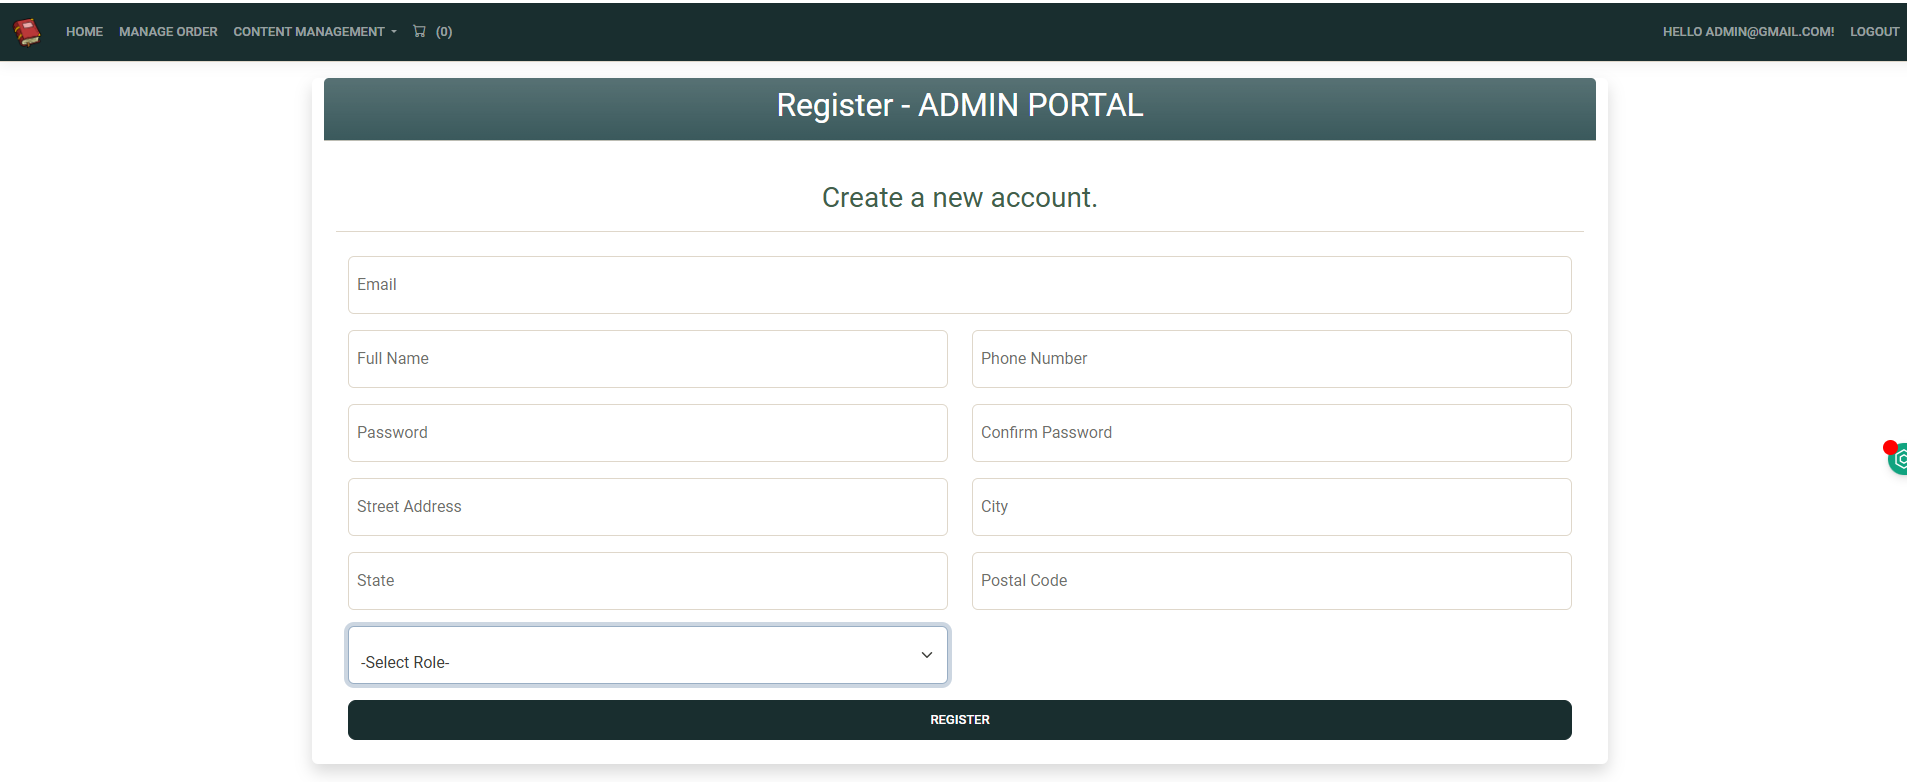 HOME MANAGE ORDER CONTENT MANAGEMENT (0) HELLO ADMIN@GMAIL.COM! LOGOUT
Register - ADMIN PORTAL
Create a new account.
Email
Full Name Phone Number
Password Confirm Password
Street Address City
State Postal Code
-Select Role-
REGISTER